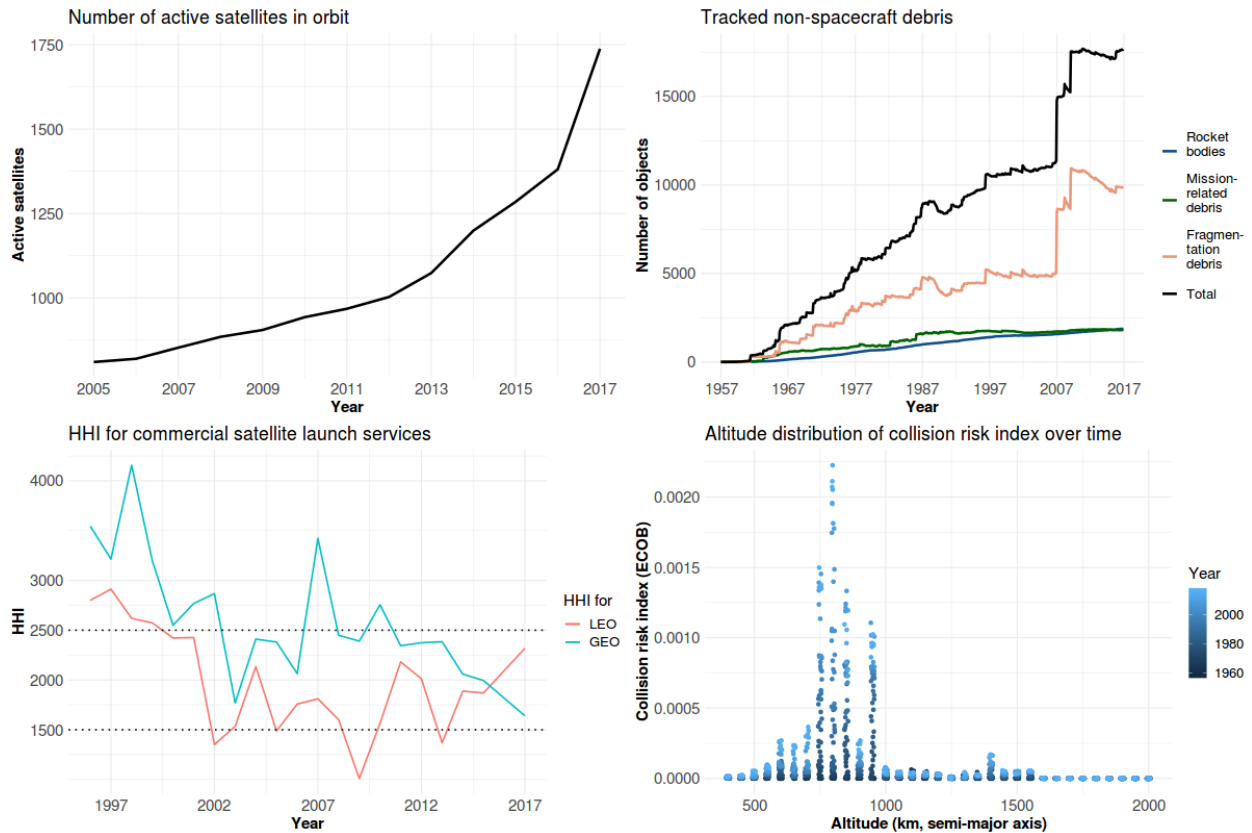 Number of active satellites in orbit
1750
1500
1250
1000
Active satellites
2005 2007 2009 2011 2013 2015 2017
Year
Tracked non-spacecraft debris
15000
10000
5000
0
Number of objects
1957 1967 1977 1987 1997 2007 2017
Year
Rocket
bodies
Mission-
related
debris
Fragmen-
tation
debris
Total
HHI for commercial satellite launch services
4000
3000
2500
2000
1500
HHI
1997 2002 2007 2012 2017
Year
HHI for
LEO
GEO
Altitude distribution of collision risk index over time
0.0020
0.0015
0.0010
0.0005
0.0000
Collision risk index (ECOB)
500 1000 1500 2000
Altitude (km, semi-major axis)
Year
2000
1980
1960